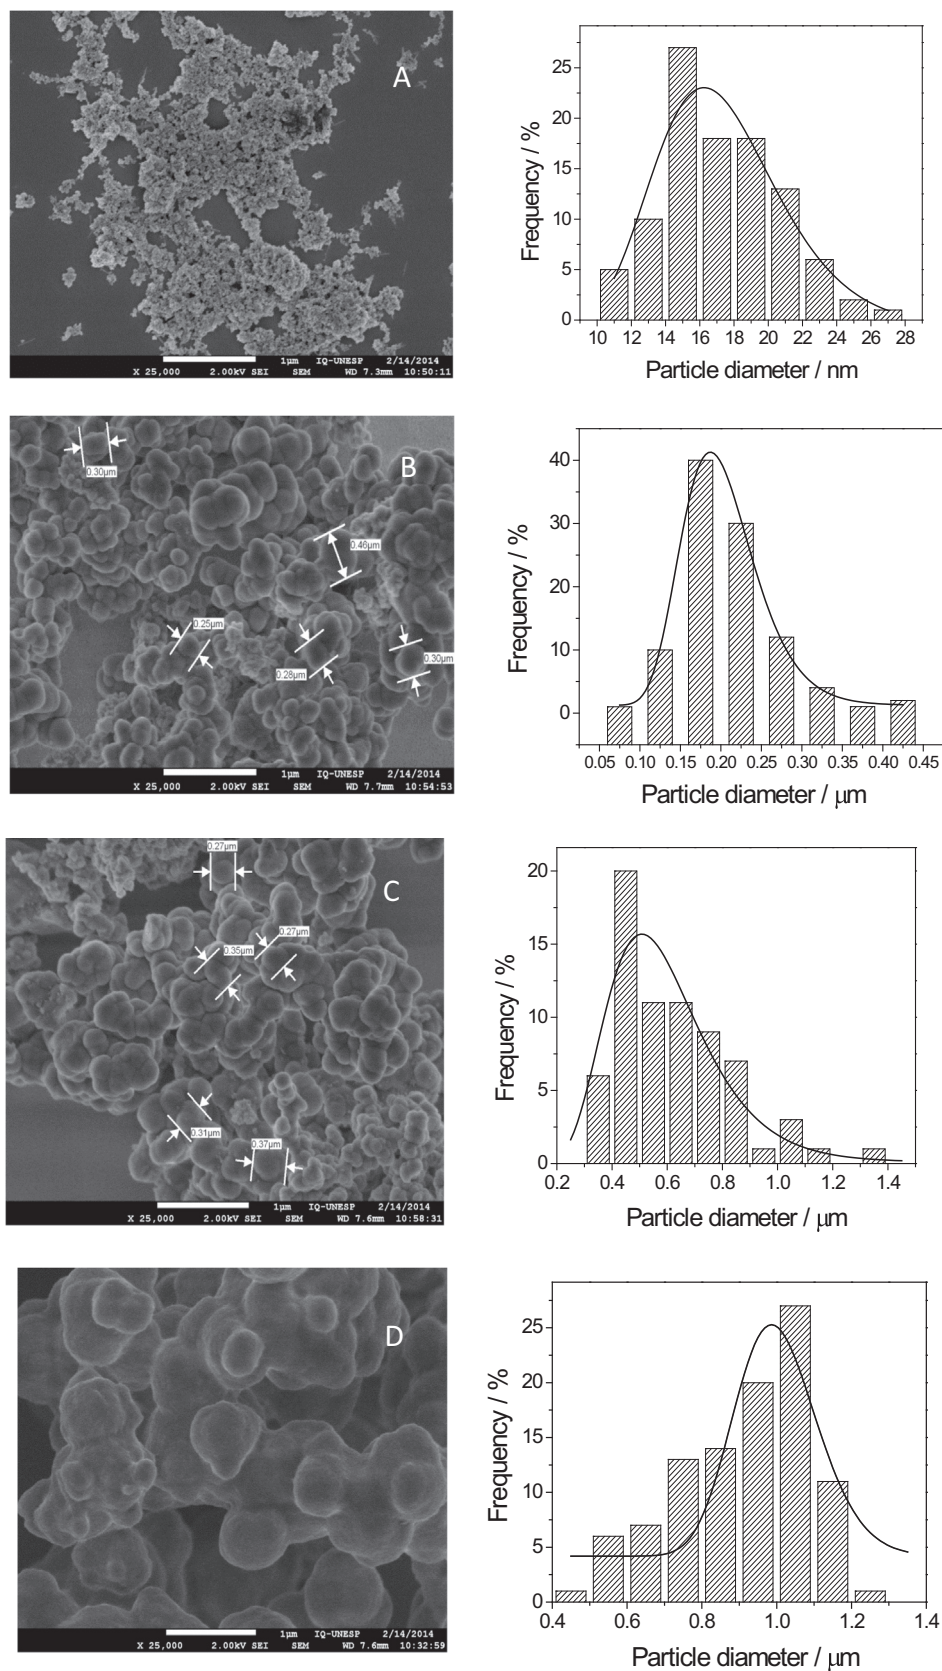 A
1µm IQ-UNESP 2/14/2014
X 25,000 2.00kV SEI SEM WD 7.3mm 10:50:11
Frequency / %
25
20
15
10
5
0
10 12 14 16 18 20 22 24 26 28
Particle diameter / nm
B
0.30µm
0.46µm
0.25µm
0.28µm
0.30µm
1µm IQ-UNESP 2/14/2014
X 25,000 2.00kV SEI SEM WD 7.7mm 10:54:53
Frequency / %
40
30
20
10
0
0.05 0.10 0.15 0.20 0.25 0.30 0.35 0.40 0.45
Particle diameter / µm
C
0.27µm
0.27µm
0.35µm
0.31µm
0.37µm
1µm IQ-UNESP 2/14/2014
X 25,000 2.00kV SEI SEM WD 7.6mm 10:58:31
Frequency / %
20
15
10
5
0
0.2 0.4 0.6 0.8 1.0 1.2 1.4
Particle diameter / µm
D
1µm IQ-UNESP 2/14/2014
X 25,000 2.00kV SEI SEM WD 7.6mm 10:32:59
Frequency / %
25
20
15
10
5
0
0.4 0.6 0.8 1.0 1.2 1.4
Particle diameter / µm